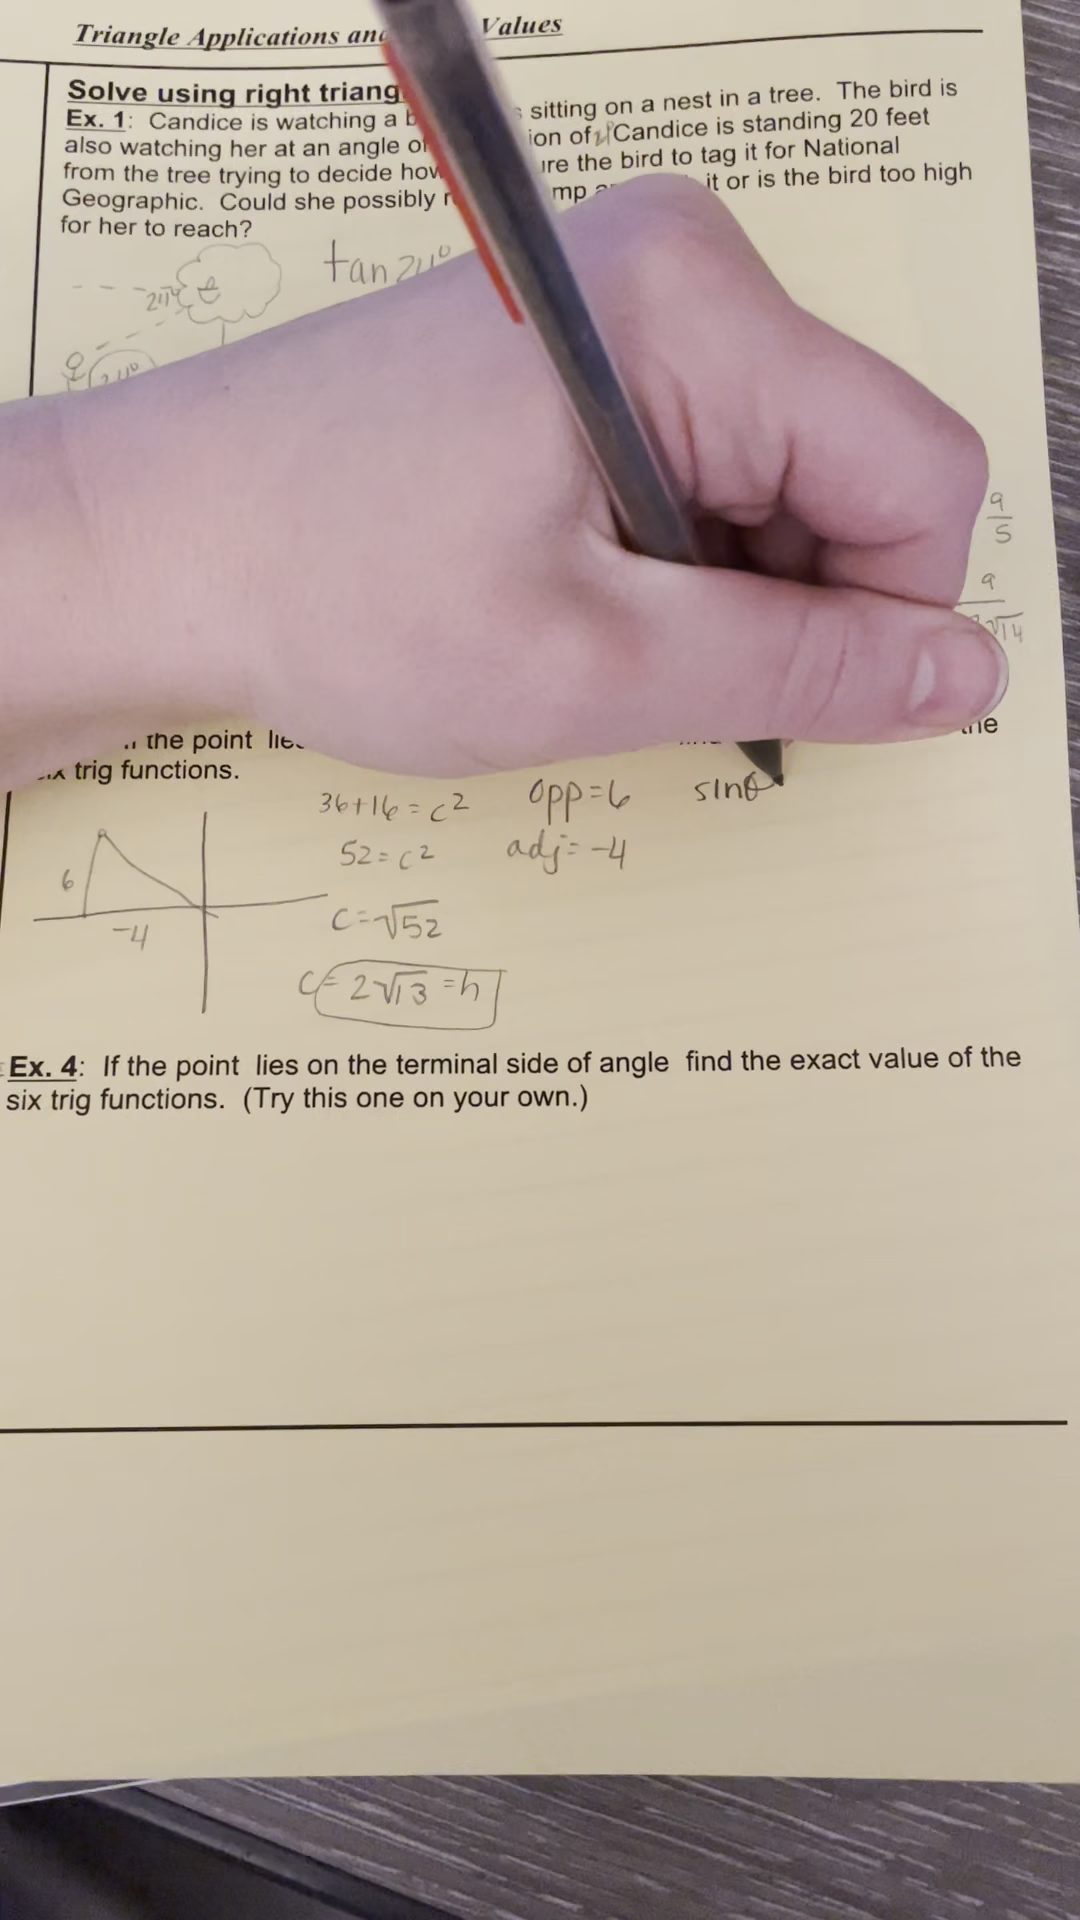 Triangle Applications and Values
Solve using right triang
Ex. 1: Candice is watching a b sitting on a nest in a tree. The bird is
also watching her at an angle of ion of Candice is standing 20 feet
from the tree trying to decide how ure the bird to tag it for National
Geographic. Could she possibly mp it or is the bird too high
for her to reach?
tan 24°
24°
24°
9
5
9
√14
the point lies the
trig functions.
36+16=c2 opp=6 sinθ
52=c2 adj=-4
6
-4
c=√52
c= 2√13 =h
Ex. 4: If the point lies on the terminal side of angle find the exact value of the
six trig functions. (Try this one on your own.)